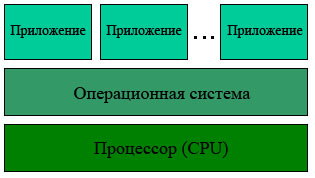 Приложение Приложение ... Приложение
Операционная система
Процессор (CPU)